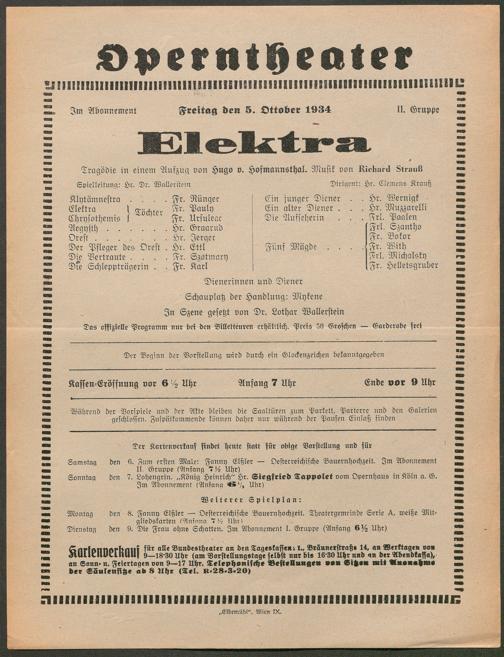 Operntheater
Im Abonnement Freitag den 5. Oktober 1934 II. Gruppe
Elektra
Tragödie in einem Aufzug von Hugo v. Hofmannsthal. Musik von Richard Strauß
Spielleitung: Hr. Dr. Wallerstein Dirigent: Hr. Clemens Krauß
Klytämnestra . . . . . . Fr. Rünger
Elektra } Töchter . . . Fr. Pauly
Chrysothemis } Fr. Ursuleac
Aegysth . . . . . . Hr. Graarud
Orest . . . . . . Hr. Jerger
Der Pfleger des Orest . Hr. Ettl
Die Vertraute . . . . Fr. Szatmary
Die Schleppträgerin . . Fr. Karl
Ein junger Diener . . . Hr. Wernigk
Ein alter Diener . . . Hr. Muzzarelli
Die Aufseherin . . . . Frl. Paalen
Fünf Mägde . . . . { Frl. Szantho
Fr. Bokor
Fr. With
Frl. Michalsky
Fr. Helletsgruber
Dienerinnen und Diener
Schauplatz der Handlung: Mykene
In Szene gesetzt von Dr. Lothar Wallerstein
Das offizielle Programm nur bei den Billetteuren erhältlich. Preis 50 Groschen — Garderobe frei
Der Beginn der Vorstellung wird durch ein Glockenzeichen bekanntgegeben
Kassen-Eröffnung vor 6 ½ Uhr Anfang 7 Uhr Ende vor 9 Uhr
Während der Vorspiele und der Akte bleiben die Saaltüren zum Parkett, Parterre und den Galerien
geschlossen. Zuspätkommende können daher nur während der Pausen Einlaß finden
Der Kartenverkauf findet heute statt für obige Vorstellung und für
Samstag den 6. Zum ersten Male: Fanny Elßler — Oesterreichische Bauernhochzeit. Im Abonnement
II. Gruppe (Anfang 7 ½ Uhr)
Sonntag den 7. Lohengrin. „König Heinrich“ Hr. Siegfried Tappolet vom Opernhaus in Köln a. G.
Im Abonnement (Anfang 6 ½ Uhr)
Weiterer Spielplan:
Montag den 8. Fanny Elßler — Oesterreichische Bauernhochzeit. Theatergemeinde Serie A, weiße Mit-
gliedskarten (Anfang 7 ½ Uhr)
Dienstag den 9. Die Frau ohne Schatten. Im Abonnement I. Gruppe (Anfang 6 ½ Uhr)
Kartenverkauf für alle Bundestheater an den Tageskassen: I., Bräunerstraße 14, an Werktagen von
9—18·30 Uhr (am Vorstellungstage selbst nur bis 16·30 Uhr und an der Abendkassa),
an Sonn- u. Feiertagen von 9—17 Uhr. Telephonische Bestellungen von Sitzen mit Ausnahme
der Säulensitze ab 8 Uhr (Tel. R-28-3-20)
„Elbemühl“, Wien IX.